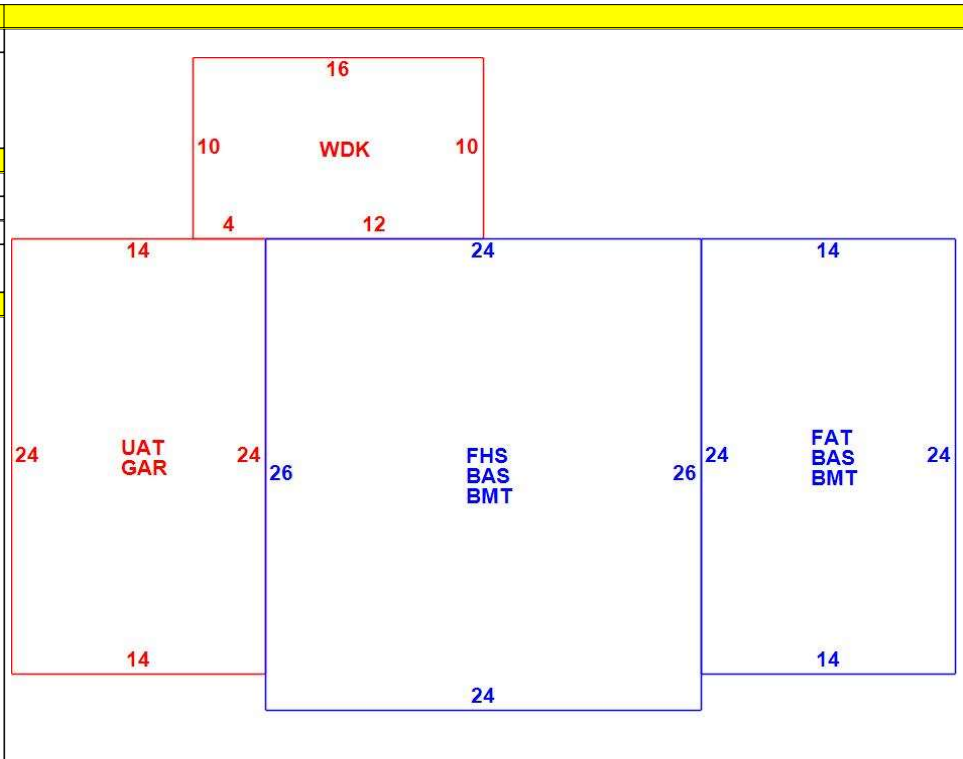 16
10 WDK 10
4 12
14 24 14
24 UAT 24
GAR
26 FHS 26
BAS
BMT
24 FAT 24
BAS
BMT
14 14
24